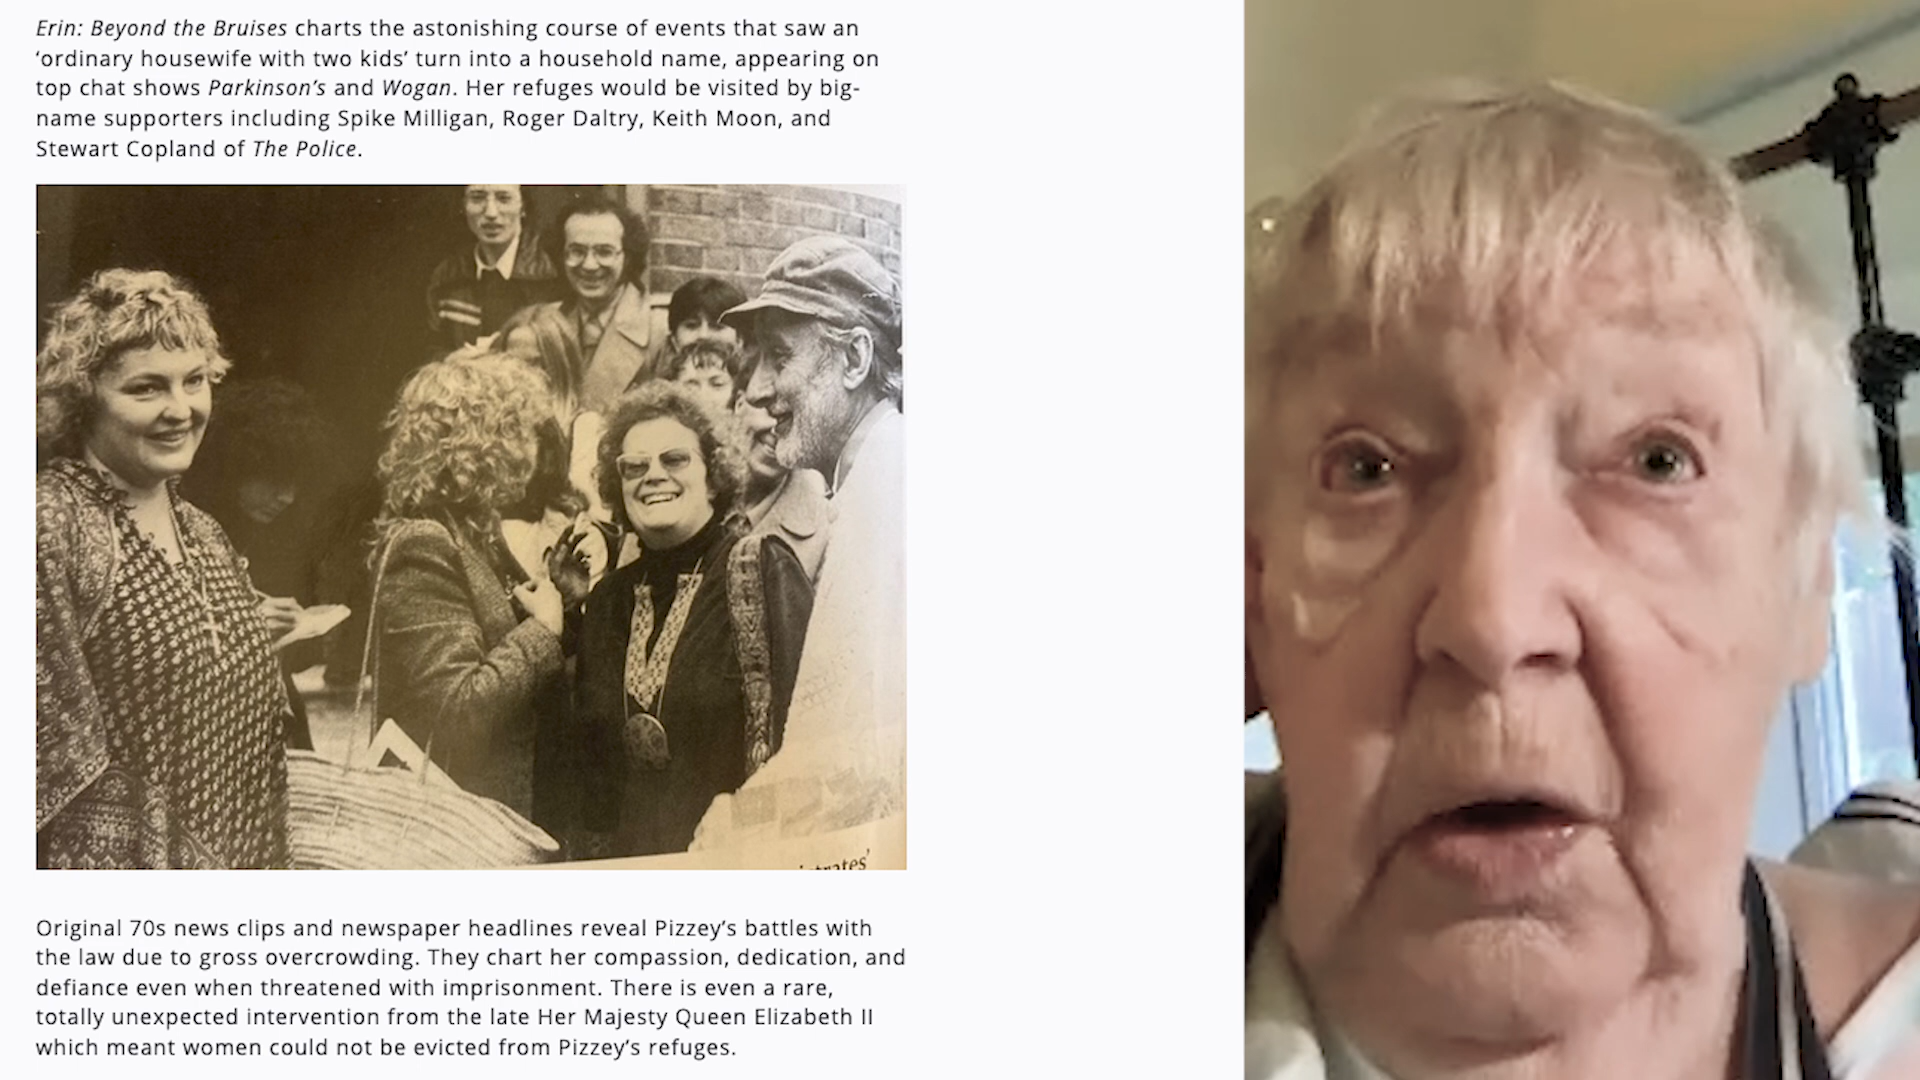 Erin: Beyond the Bruises charts the astonishing course of events that saw an
‘ordinary housewife with two kids’ turn into a household name, appearing on
top chat shows Parkinson’s and Wogan. Her refuges would be visited by big-
name supporters including Spike Milligan, Roger Daltry, Keith Moon, and
Stewart Copland of The Police.
Original 70s news clips and newspaper headlines reveal Pizzey’s battles with
the law due to gross overcrowding. They chart her compassion, dedication, and
defiance even when threatened with imprisonment. There is even a rare,
totally unexpected intervention from the late Her Majesty Queen Elizabeth II
which meant women could not be evicted from Pizzey’s refuges.